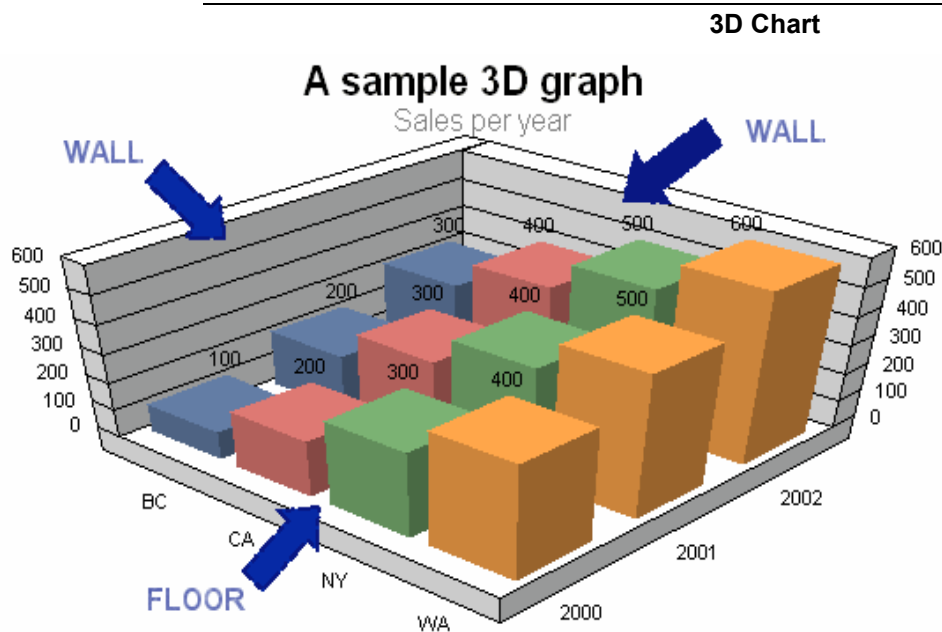 3D Chart
A sample 3D graph
Sales per year
WALL
WALL
300 400 500 600
600
500
400
300
200
100
0
600
500
400
300
200
100
0
200 300 400 500
100 200 300 400
BC
CA
NY
WA
2000
2001
2002
FLOOR